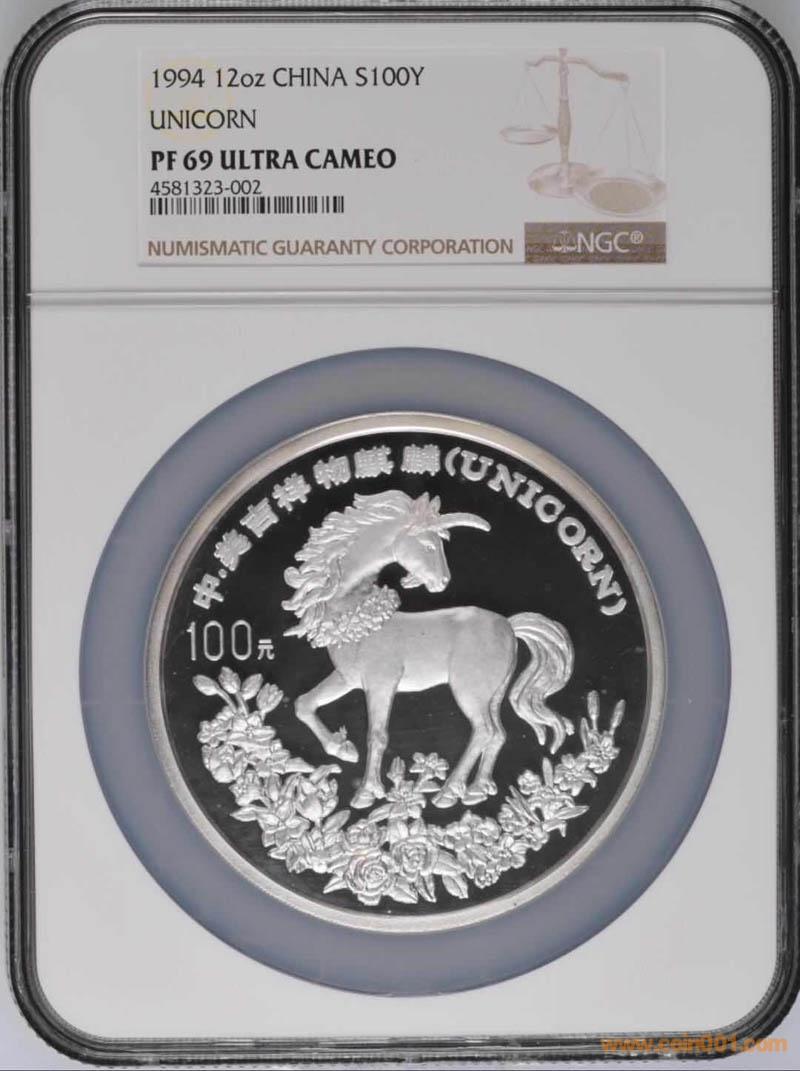 1994 12oz CHINA S100Y
UNICORN
PF 69 ULTRA CAMEO
4581323-002
NUMISMATIC GUARANTY CORPORATION
NGC®
中·美吉祥物麒麟(UNICORN)
100元
www.coin001.com